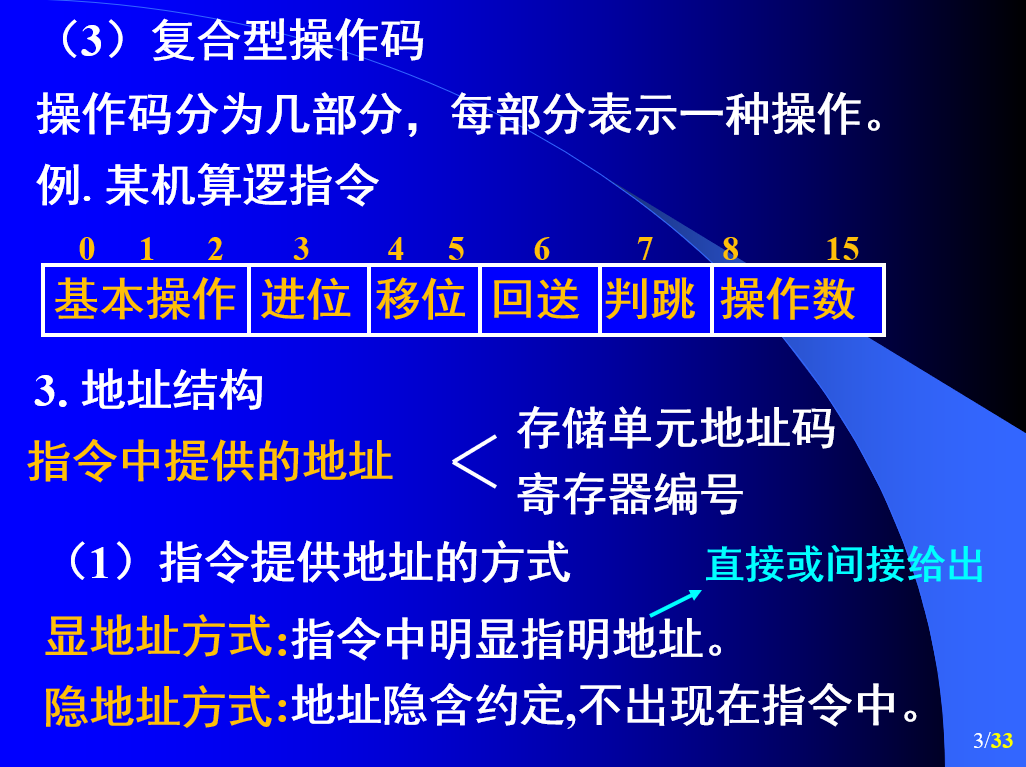 （3）复合型操作码
操作码分为几部分，每部分表示一种操作。
例. 某机算逻指令
0 1 2 3 4 5 6 7 8 15
基本操作 进位 移位 回送 判跳 操作数
3. 地址结构
指令中提供的地址
存储单元地址码
寄存器编号
（1）指令提供地址的方式
直接或间接给出
显地址方式:指令中明显指明地址。
隐地址方式:地址隐含约定,不出现在指令中。
3/33